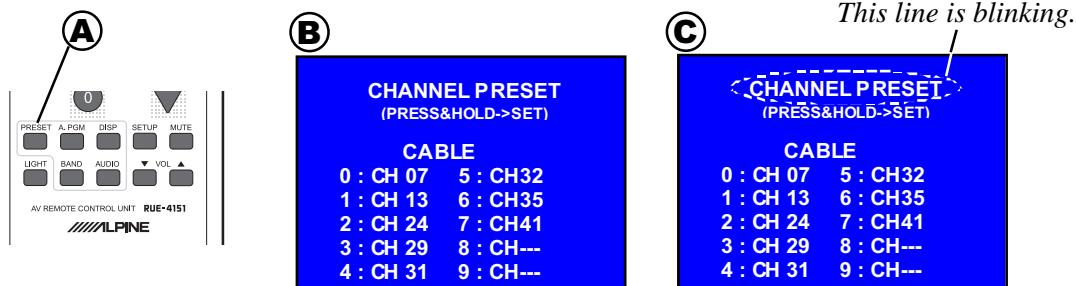 This line is blinking.
A
B
C
0
PRESET A. PGM DISP SETUP MUTE
LIGHT BAND AUDIO ▼ VOL ▲
AV REMOTE CONTROL UNIT RUE-4151
ALPINE
CHANNEL PRESET
(PRESS&HOLD->SET)
CABLE
0 : CH 07 5 : CH32
1 : CH 13 6 : CH35
2 : CH 24 7 : CH41
3 : CH 29 8 : CH---
4 : CH 31 9 : CH---
CHANNEL PRESET
(PRESS&HOLD->SET)
CABLE
0 : CH 07 5 : CH32
1 : CH 13 6 : CH35
2 : CH 24 7 : CH41
3 : CH 29 8 : CH---
4 : CH 31 9 : CH---